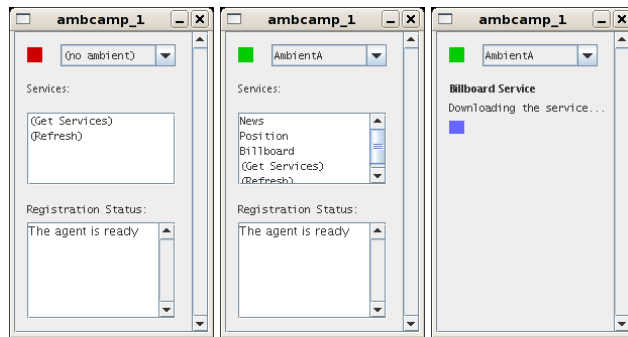 ambcamp_1
(no ambient)
Services:
(Get Services)
(Refresh)
Registration Status:
The agent is ready
ambcamp_1
AmbientA
Services:
News
Position
Billboard
(Get Services)
(Refresh)
Registration Status:
The agent is ready
ambcamp_1
AmbientA
Billboard Service
Downloading the service...